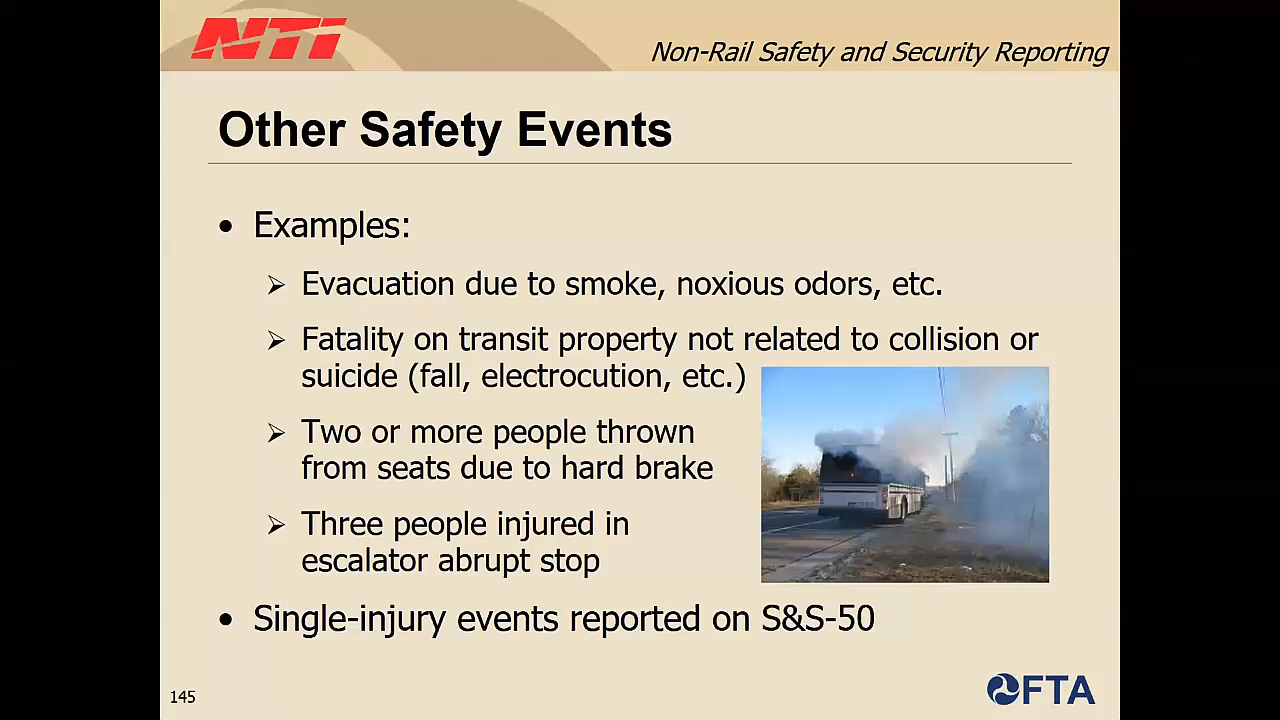 NTI
Non-Rail Safety and Security Reporting
Other Safety Events
• Examples:
➢ Evacuation due to smoke, noxious odors, etc.
➢ Fatality on transit property not related to collision or
suicide (fall, electrocution, etc.)
➢ Two or more people thrown
from seats due to hard brake
➢ Three people injured in
escalator abrupt stop
• Single-injury events reported on S&S-50
145
FTA